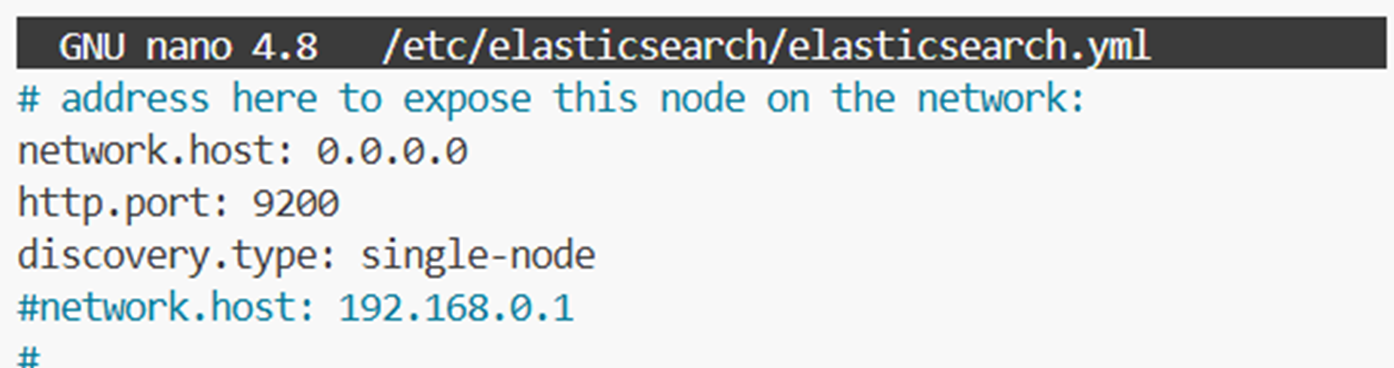 GNU nano 4.8 /etc/elasticsearch/elasticsearch.yml
# address here to expose this node on the network:
network.host: 0.0.0.0
http.port: 9200
discovery.type: single-node
#network.host: 192.168.0.1
#